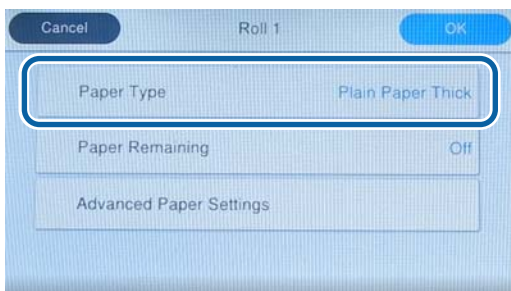 Cancel Roll 1 OK
Paper Type Plain Paper Thick
Paper Remaining Off
Advanced Paper Settings